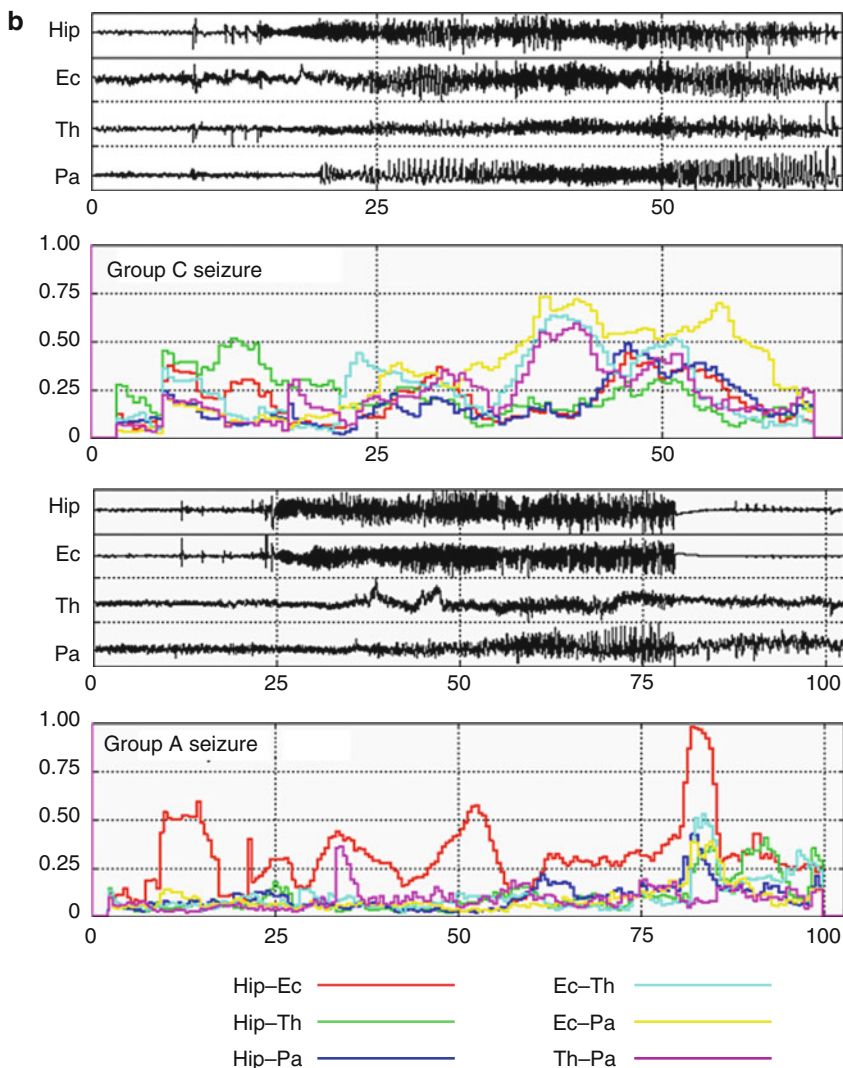 b
Hip
Ec
Th
Pa
0 25 50
1.00
Group C seizure
0.75
0.50
0.25
0
0 25 50
Hip
Ec
Th
Pa
0 25 50 75 100
1.00
Group A seizure
0.75
0.50
0.25
0
0 25 50 75 100
Hip–Ec Ec–Th
Hip–Th Ec–Pa
Hip–Pa Th–Pa